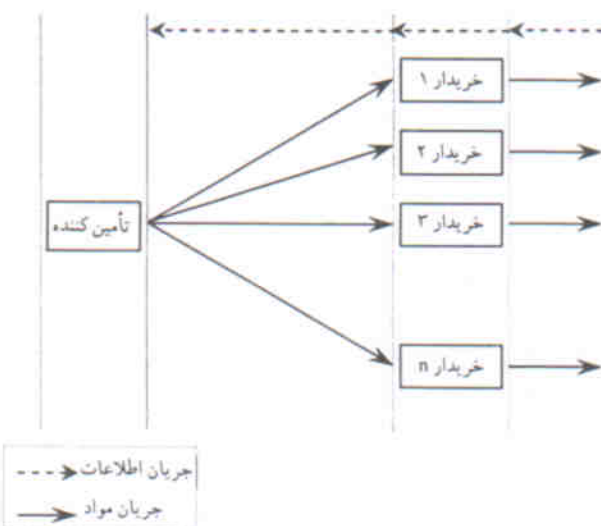 خریدار ۱
خریدار ۲
خریدار ۳
تأمین‌کننده
خریدار n
جریان اطلاعات
جریان مواد